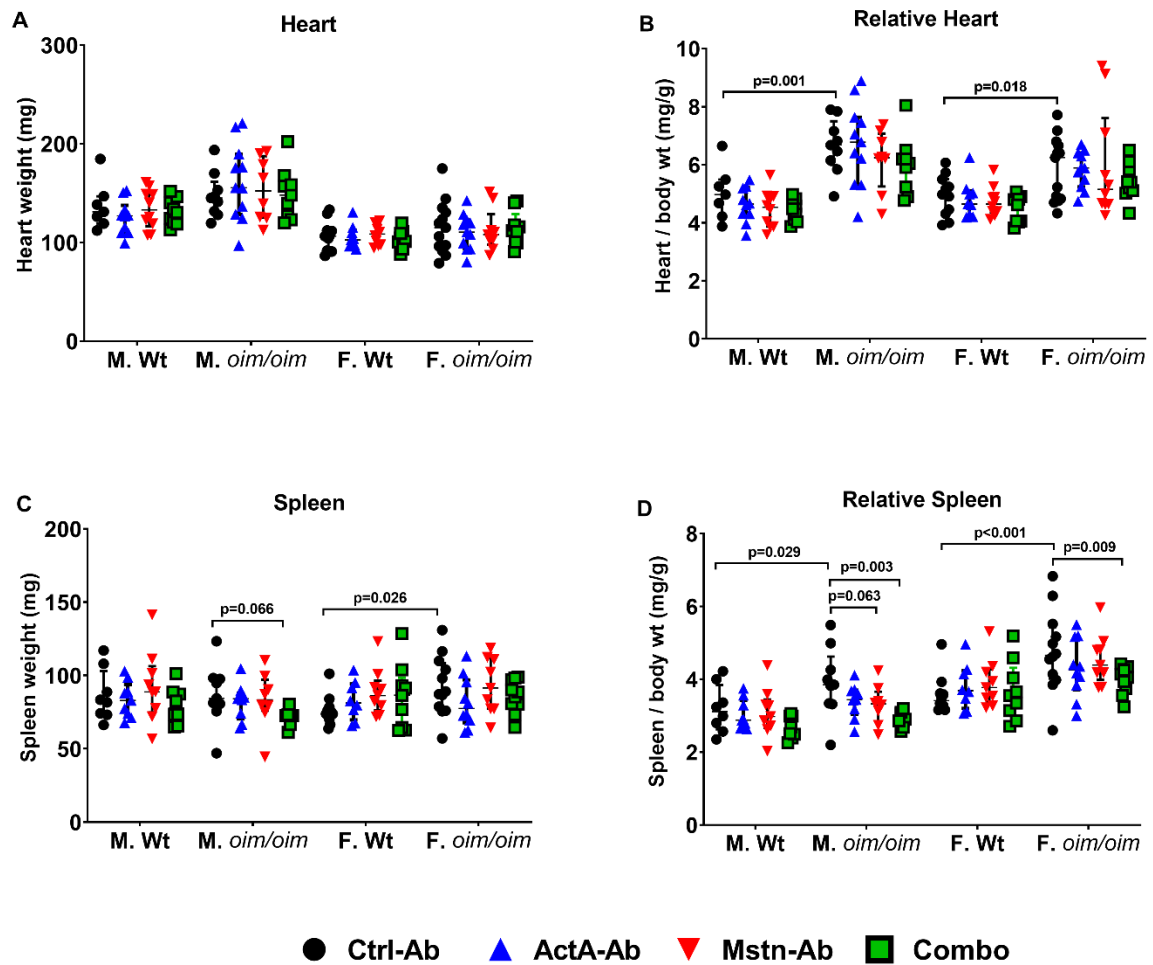 A
Heart
Heart weight (mg)
300
200
100
0
M. Wt M. oim/oim F. Wt F. oim/oim
B
Relative Heart
Heart / body wt (mg/g)
10
8
6
4
2
0
p=0.001
p=0.018
M. Wt M. oim/oim F. Wt F. oim/oim
C
Spleen
Spleen weight (mg)
200
150
100
50
0
p=0.066
p=0.026
M. Wt M. oim/oim F. Wt F. oim/oim
D
Relative Spleen
Spleen / body wt (mg/g)
8
6
4
2
0
p=0.029
p=0.003
p=0.063
p<0.001
p=0.009
M. Wt M. oim/oim F. Wt F. oim/oim
Ctrl-Ab ActA-Ab Mstn-Ab Combo